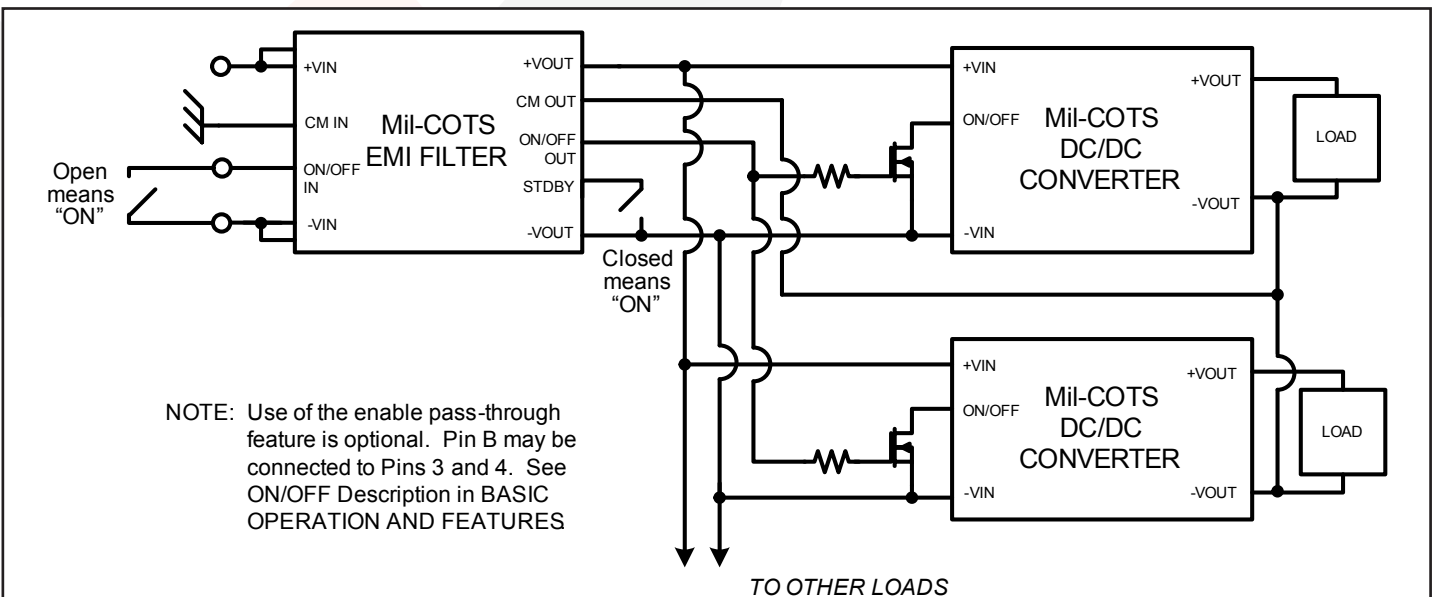 +VIN
CM IN
ON/OFF
IN
-VIN
Mil-COTS
EMI FILTER
+VOUT
CM OUT
ON/OFF
OUT
STDBY
-VOUT
Open
means
“ON”
Closed
means
“ON”
+VIN
ON/OFF
-VIN
Mil-COTS
DC/DC
CONVERTER
+VOUT
-VOUT
LOAD
+VIN
ON/OFF
-VIN
Mil-COTS
DC/DC
CONVERTER
+VOUT
-VOUT
LOAD
NOTE: Use of the enable pass-through
feature is optional. Pin B may be
connected to Pins 3 and 4. See
ON/OFF Description in BASIC
OPERATION AND FEATURES.
TO OTHER LOADS